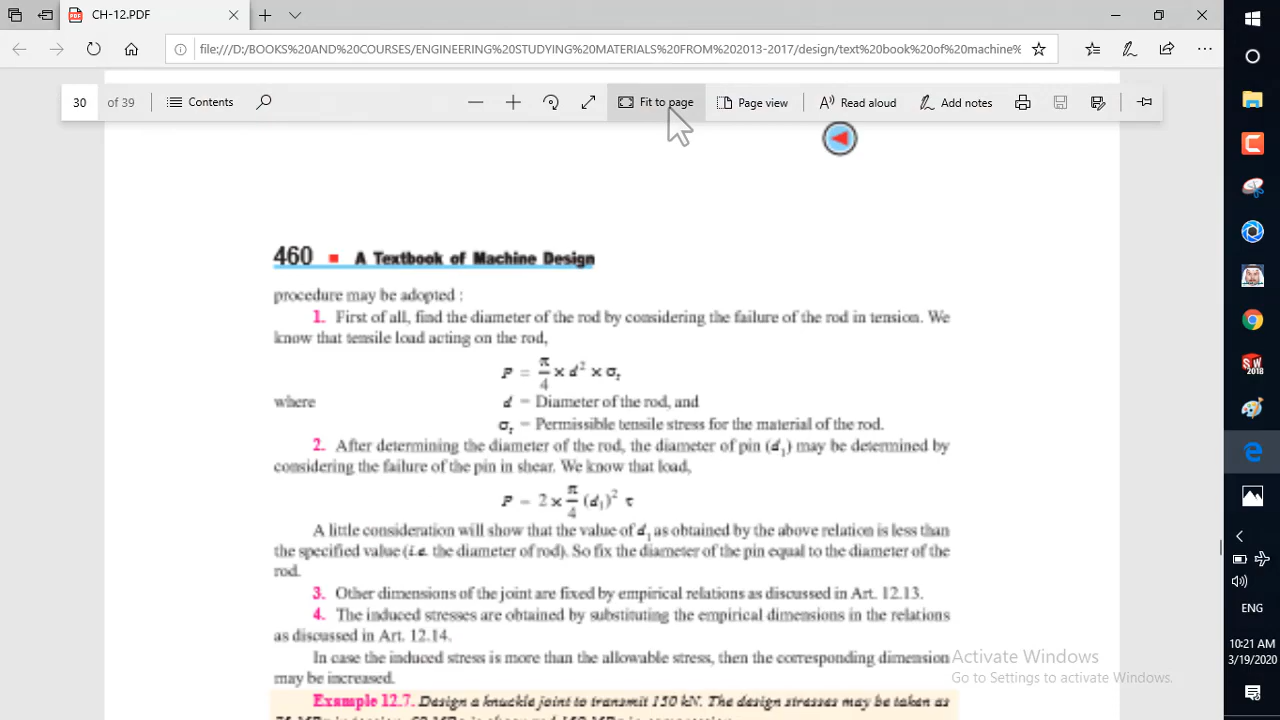 CH-12.PDF
file:///D:/BOOKS%20AND%20COURSES/ENGINEERING%20STUDYING%20MATERIALS%20FROM%202013-2017/design/text%20book%20of%20machine%
30 of 39 Contents Fit to page Page view Read aloud Add notes
460 ■ A Textbook of Machine Design
procedure may be adopted :
1. First of all, find the diameter of the rod by considering the failure of the rod in tension. We
know that tensile load acting on the rod,
P = π/4 × d² × σₜ
where d = Diameter of the rod, and
σₜ = Permissible tensile stress for the material of the rod.
2. After determining the diameter of the rod, the diameter of pin (d₁) may be determined by
considering the failure of the pin in shear. We know that load,
P = 2 × π/4 (d₁)² τ
A little consideration will show that the value of d₁ as obtained by the above relation is less than
the specified value (i.e. the diameter of rod). So fix the diameter of the pin equal to the diameter of the
rod.
3. Other dimensions of the joint are fixed by empirical relations as discussed in Art. 12.13.
4. The induced stresses are obtained by substituting the empirical dimensions in the relations
as discussed in Art. 12.14.
In case the induced stress is more than the allowable stress, then the corresponding dimension
may be increased.
Example 12.7. Design a knuckle joint to transmit 150 kN. The design stresses may be taken as
Activate Windows
Go to Settings to activate Windows.
SW
2018
ENG
10:21 AM
3/19/2020